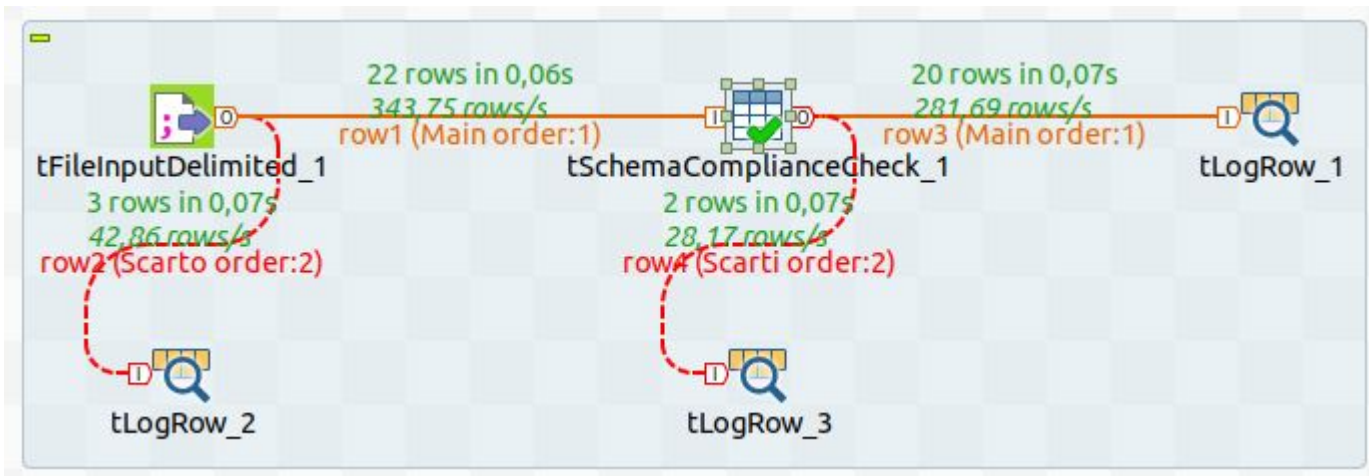 22 rows in 0,06s
343,75 rows/s
row1 (Main order:1)
20 rows in 0,07s
281,69 rows/s
row3 (Main order:1)
tFileInputDelimited_1
tSchemaComplianceCheck_1
tLogRow_1
3 rows in 0,07s
42,86 rows/s
row2 (Scarto order:2)
2 rows in 0,07s
28,17 rows/s
row4 (Scarti order:2)
tLogRow_2
tLogRow_3